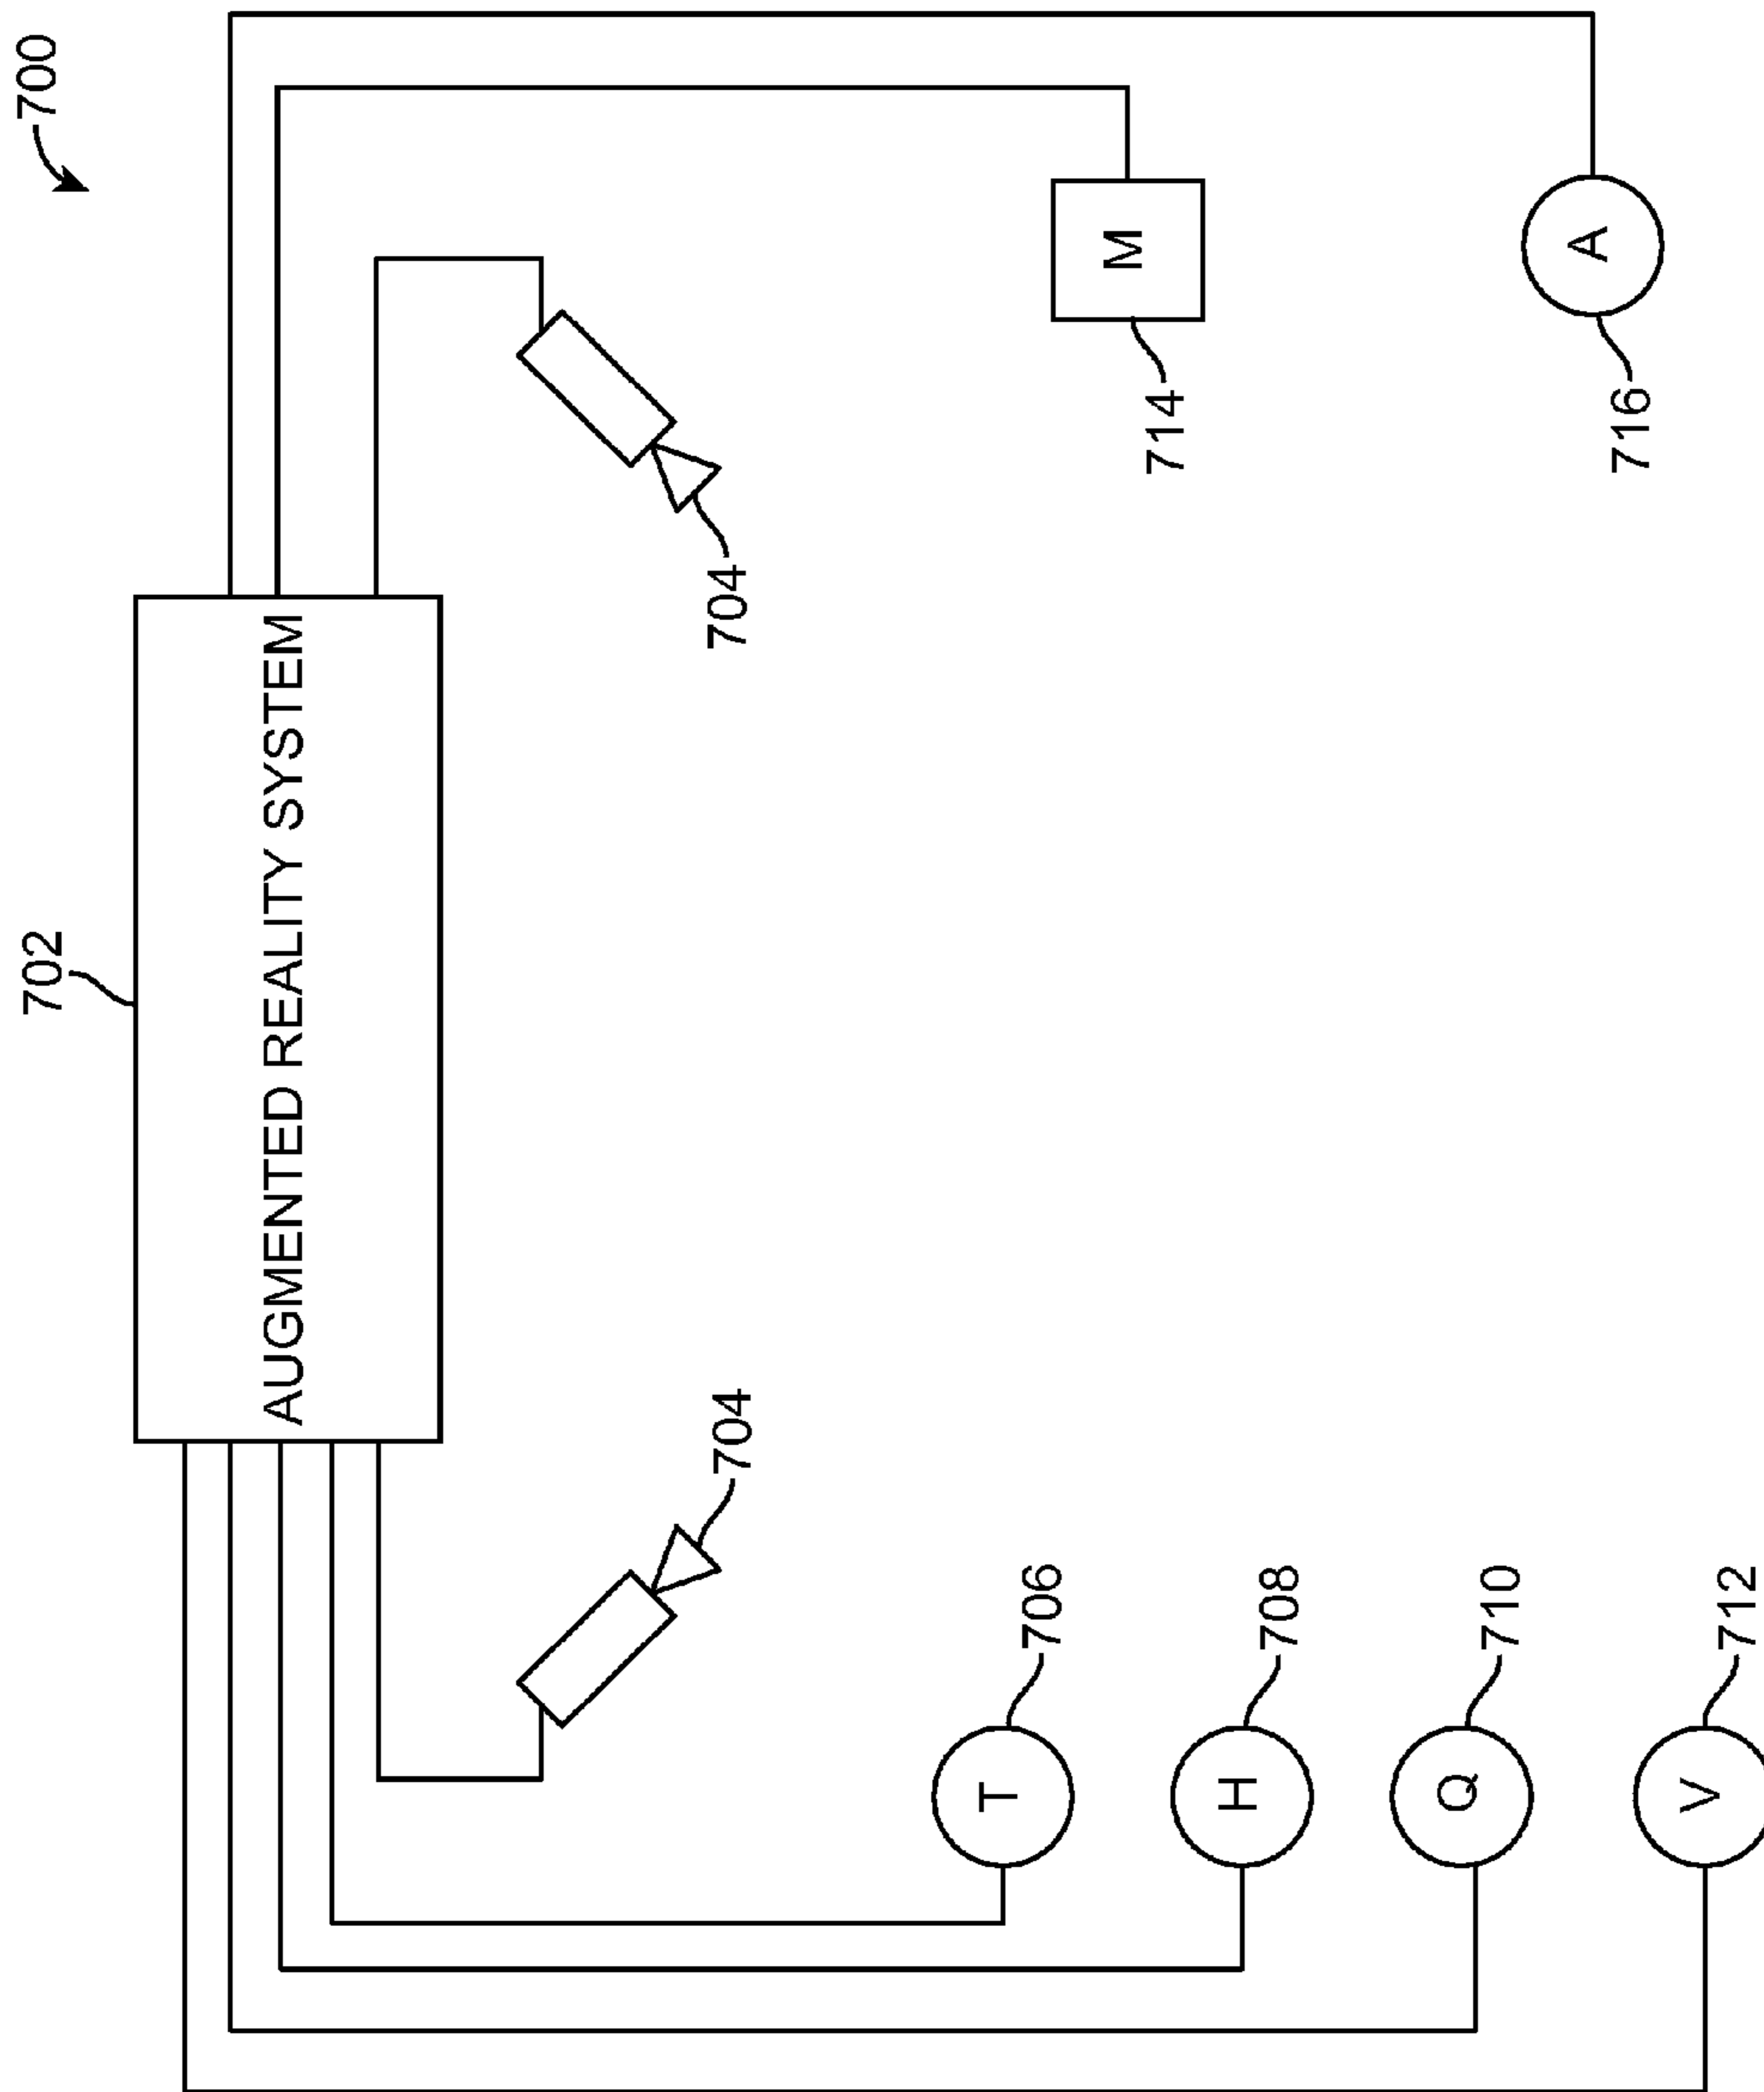 702
700
AUGMENTED REALITY SYSTEM
704
704
T
706
M
714
H
708
Q
710
A
716
V
712